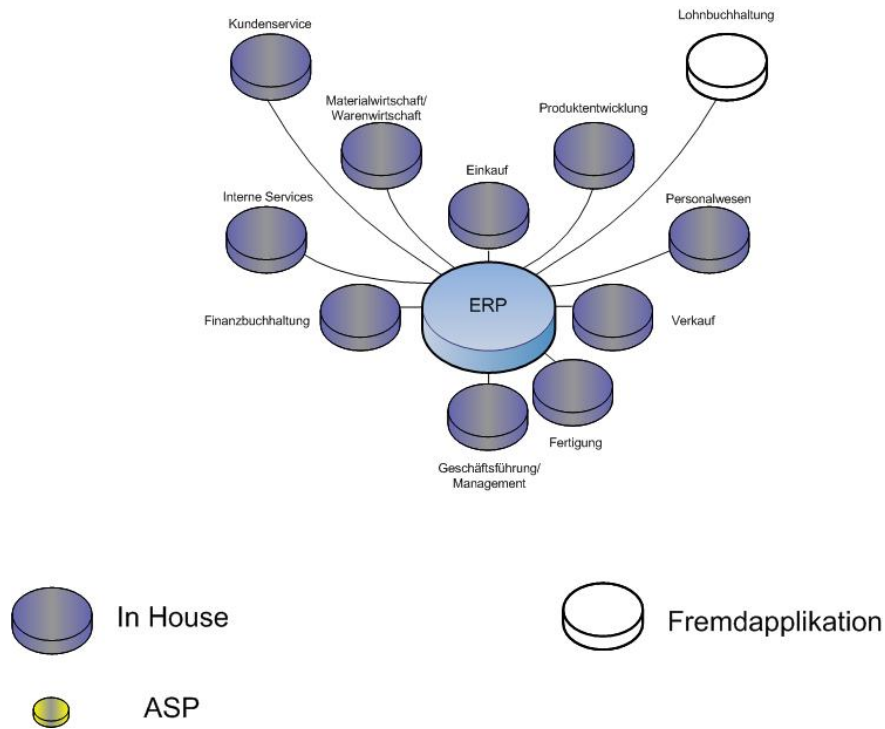 Kundenservice
Lohnbuchhaltung
Materialwirtschaft/
Warenwirtschaft
Produktentwicklung
Einkauf
Interne Services
Personalwesen
ERP
Finanzbuchhaltung
Verkauf
Fertigung
Geschäftsführung/
Management
In House
Fremdapplikation
ASP